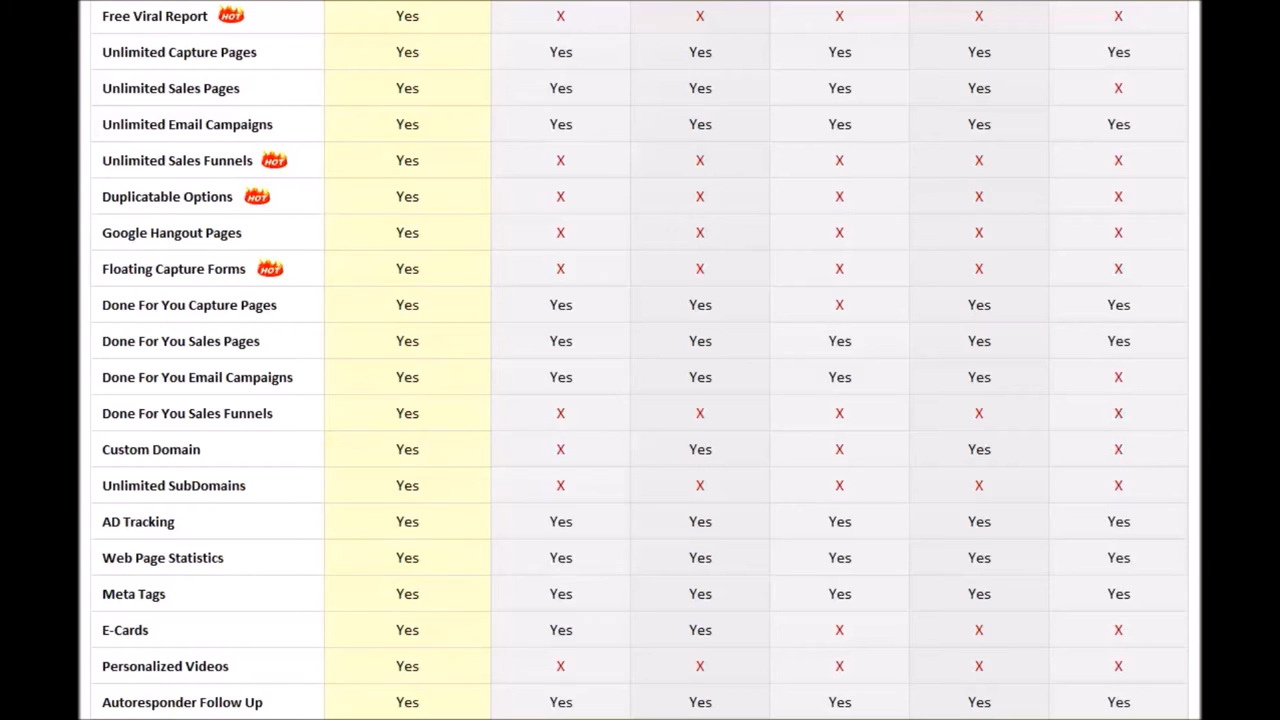 Free Viral Report HOT Yes X X X X X
Unlimited Capture Pages Yes Yes Yes Yes Yes Yes
Unlimited Sales Pages Yes Yes Yes Yes Yes X
Unlimited Email Campaigns Yes Yes Yes Yes Yes Yes
Unlimited Sales Funnels HOT Yes X X X X X
Duplicatable Options HOT Yes X X X X X
Google Hangout Pages Yes X X X X X
Floating Capture Forms HOT Yes X X X X X
Done For You Capture Pages Yes Yes Yes X Yes Yes
Done For You Sales Pages Yes Yes Yes Yes Yes Yes
Done For You Email Campaigns Yes Yes Yes Yes Yes X
Done For You Sales Funnels Yes X X X X X
Custom Domain Yes X Yes X Yes X
Unlimited SubDomains Yes X X X X X
AD Tracking Yes Yes Yes Yes Yes Yes
Web Page Statistics Yes Yes Yes Yes Yes Yes
Meta Tags Yes Yes Yes Yes Yes Yes
E-Cards Yes Yes Yes X X X
Personalized Videos Yes X X X X X
Autoresponder Follow Up Yes Yes Yes Yes Yes Yes